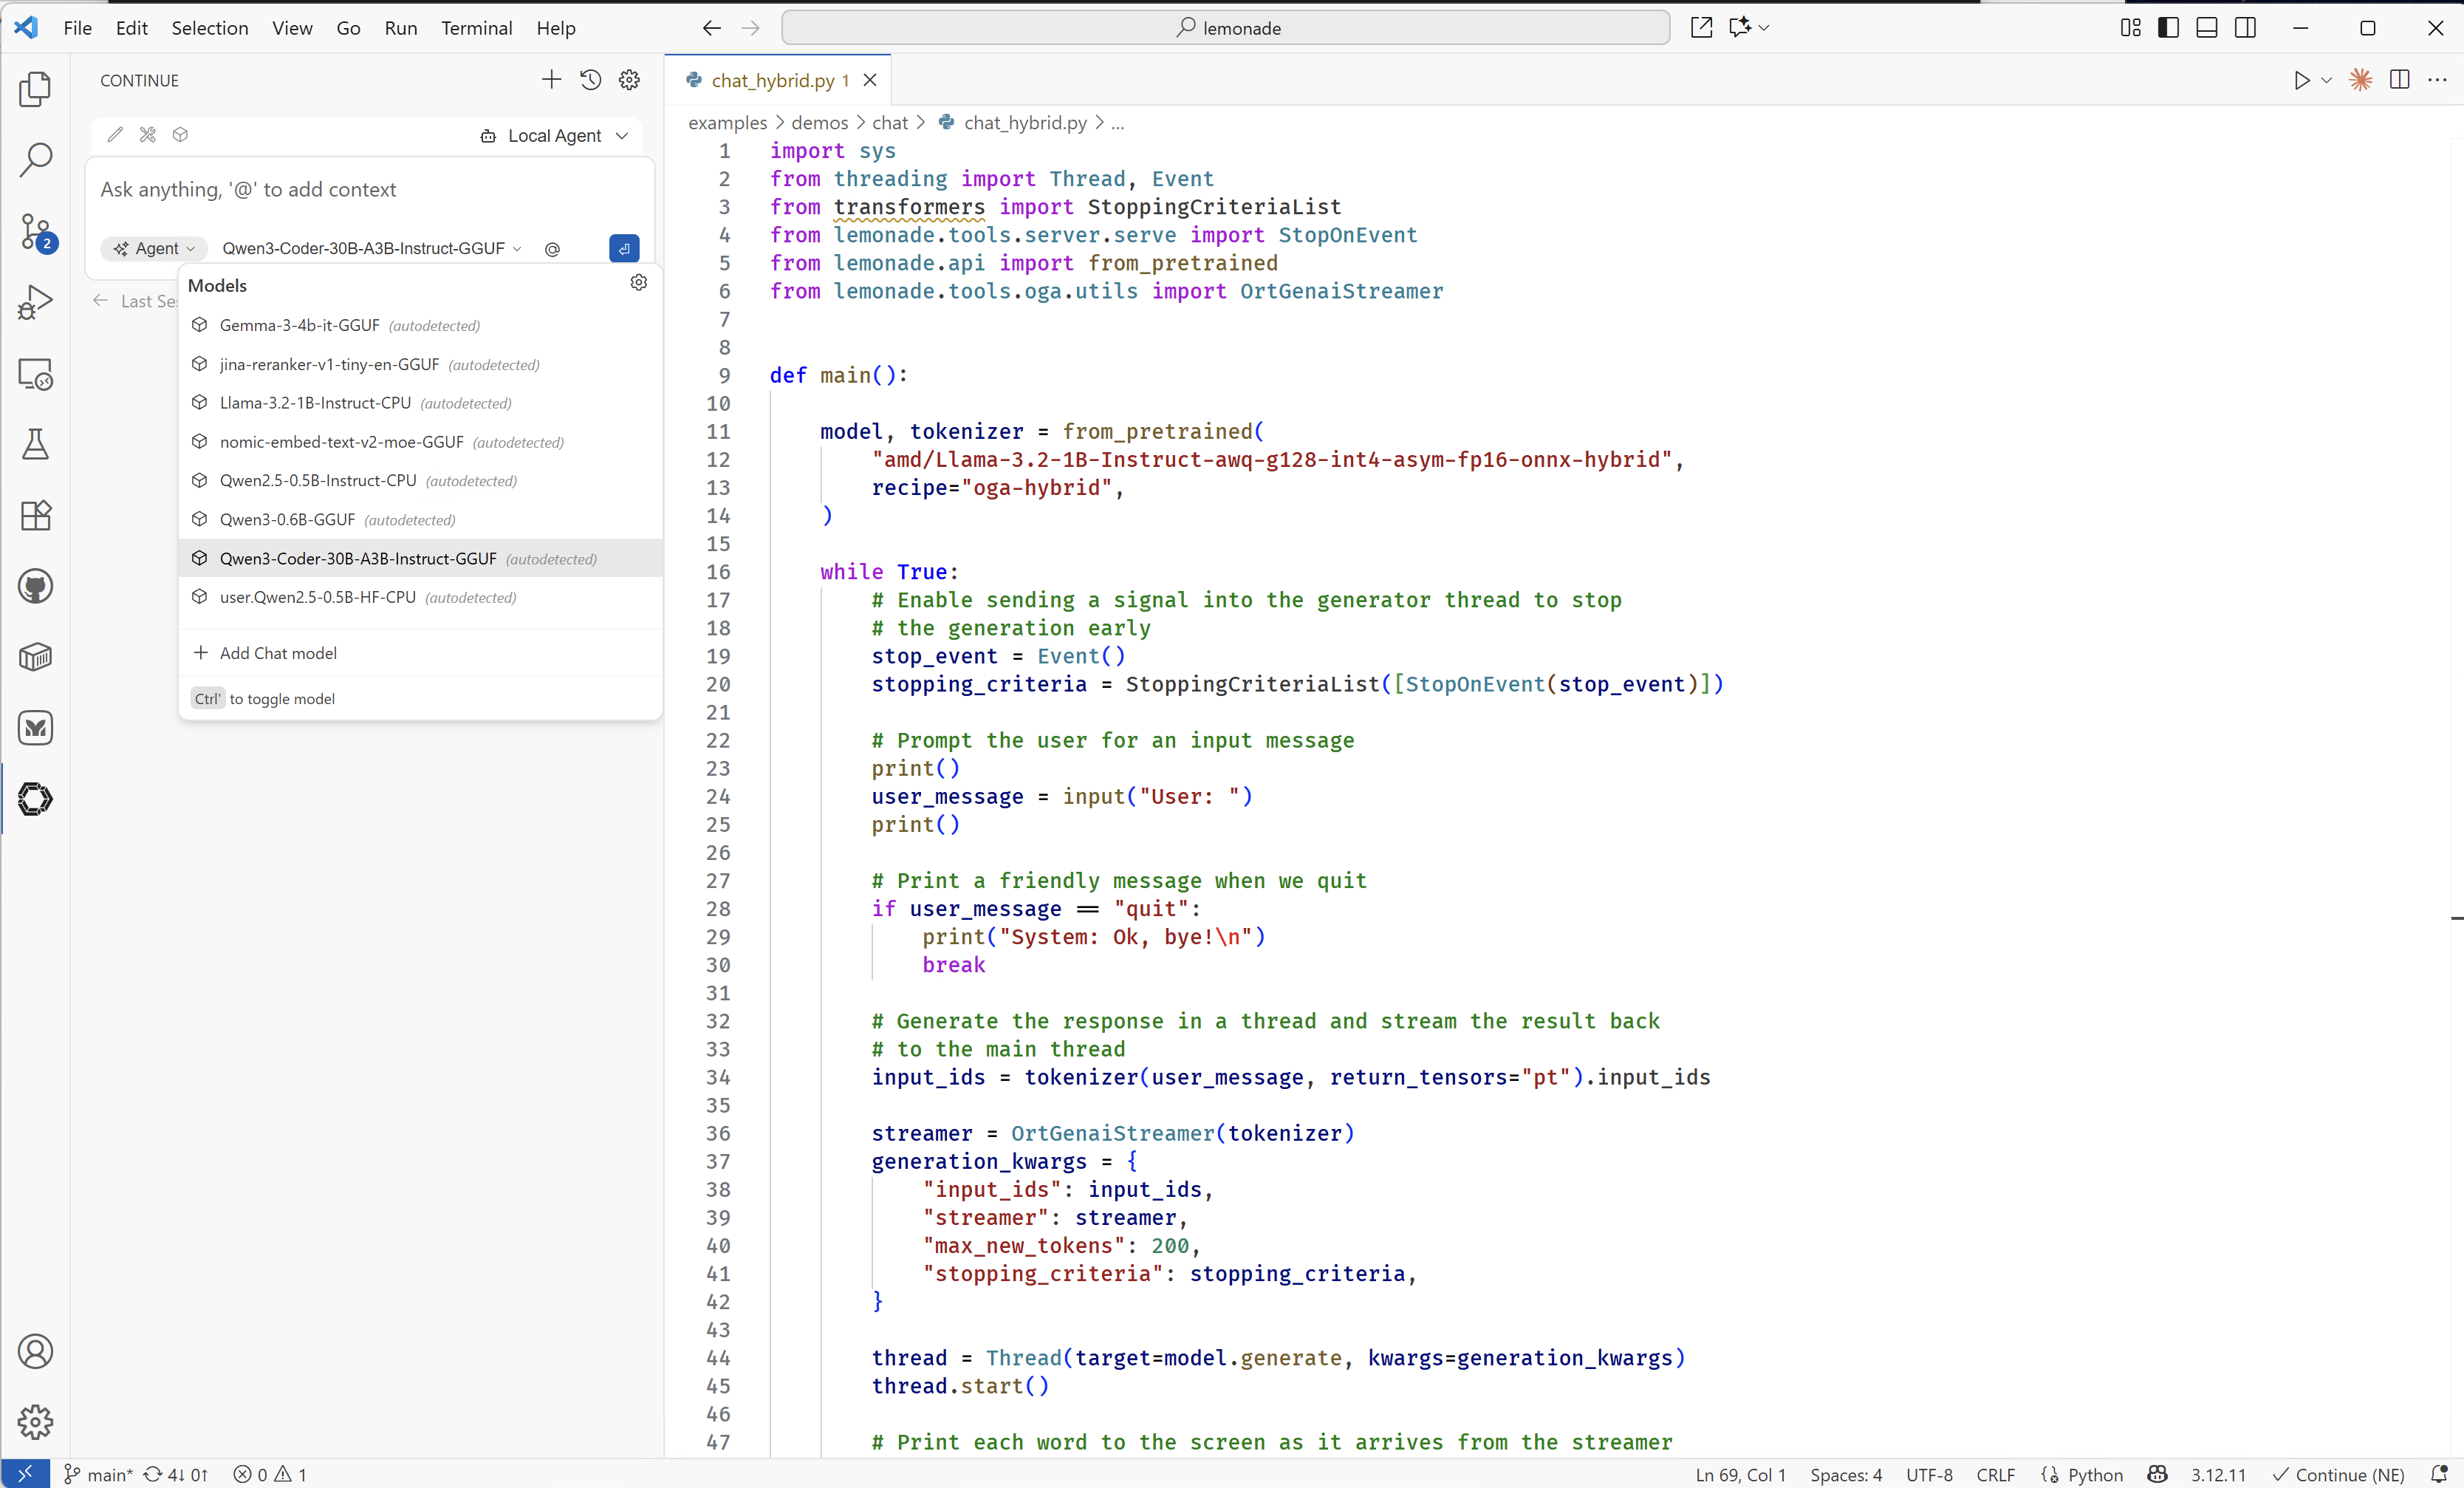 File Edit Selection View Go Run Terminal Help
lemonade
CONTINUE
Local Agent
Ask anything, '@' to add context
Agent Qwen3-Coder-30B-A3B-Instruct-GGUF @
Last Se
Models
Gemma-3-4b-it-GGUF (autodetected)
jina-reranker-v1-tiny-en-GGUF (autodetected)
Llama-3.2-1B-Instruct-CPU (autodetected)
nomic-embed-text-v2-moe-GGUF (autodetected)
Qwen2.5-0.5B-Instruct-CPU (autodetected)
Qwen3-0.6B-GGUF (autodetected)
Qwen3-Coder-30B-A3B-Instruct-GGUF (autodetected)
user.Qwen2.5-0.5B-HF-CPU (autodetected)
+ Add Chat model
Ctrl' to toggle model
2
chat_hybrid.py 1
examples > demos > chat > chat_hybrid.py > ...
1 import sys
2 from threading import Thread, Event
3 from transformers import StoppingCriteriaList
4 from lemonade.tools.server.serve import StopOnEvent
5 from lemonade.api import from_pretrained
6 from lemonade.tools.oga.utils import OrtGenaiStreamer
7
8
9 def main():
10
11 model, tokenizer = from_pretrained(
12 "amd/Llama-3.2-1B-Instruct-awq-g128-int4-asym-fp16-onnx-hybrid",
13 recipe="oga-hybrid",
14 )
15
16 while True:
17 # Enable sending a signal into the generator thread to stop
18 # the generation early
19 stop_event = Event()
20 stopping_criteria = StoppingCriteriaList([StopOnEvent(stop_event)])
21
22 # Prompt the user for an input message
23 print()
24 user_message = input("User: ")
25 print()
26
27 # Print a friendly message when we quit
28 if user_message == "quit":
29 print("System: Ok, bye!\n")
30 break
31
32 # Generate the response in a thread and stream the result back
33 # to the main thread
34 input_ids = tokenizer(user_message, return_tensors="pt").input_ids
35
36 streamer = OrtGenaiStreamer(tokenizer)
37 generation_kwargs = {
38 "input_ids": input_ids,
39 "streamer": streamer,
40 "max_new_tokens": 200,
41 "stopping_criteria": stopping_criteria,
42 }
43
44 thread = Thread(target=model.generate, kwargs=generation_kwargs)
45 thread.start()
46
47 # Print each word to the screen as it arrives from the streamer
main* 4↓ 0↑ 0 1 Ln 69, Col 1 Spaces: 4 UTF-8 CRLF Python 3.12.11 Continue (NE)